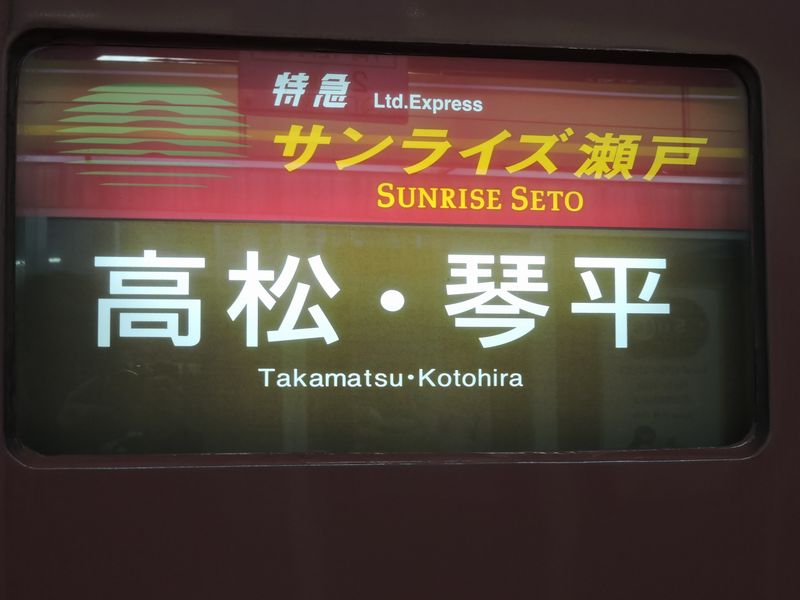 特急 Ltd.Express
サンライズ瀬戸
SUNRISE SETO
高松・琴平
Takamatsu・Kotohira